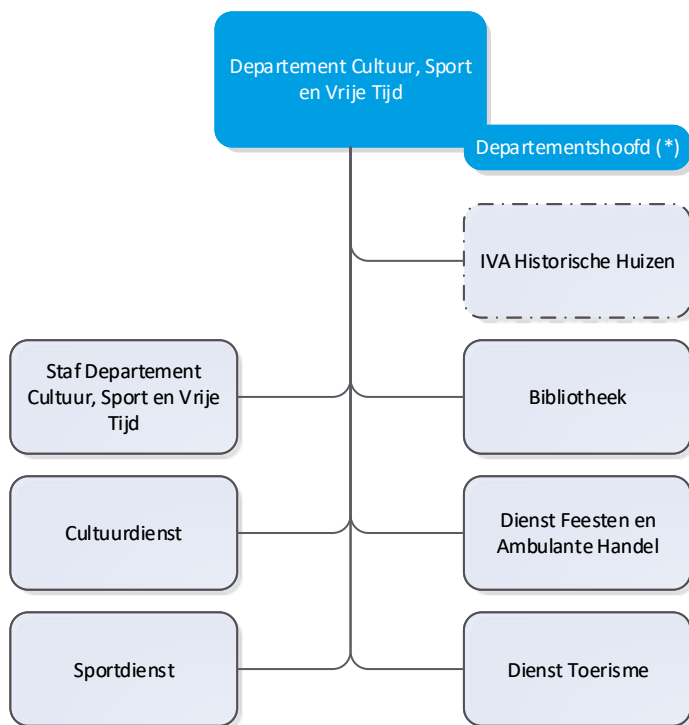 Departement Cultuur, Sport
en Vrije Tijd
Departementshoofd (*)
IVA Historische Huizen
Staf Departement
Cultuur, Sport en Vrije
Tijd
Bibliotheek
Cultuurdienst
Dienst Feesten en
Ambulante Handel
Sportdienst
Dienst Toerisme